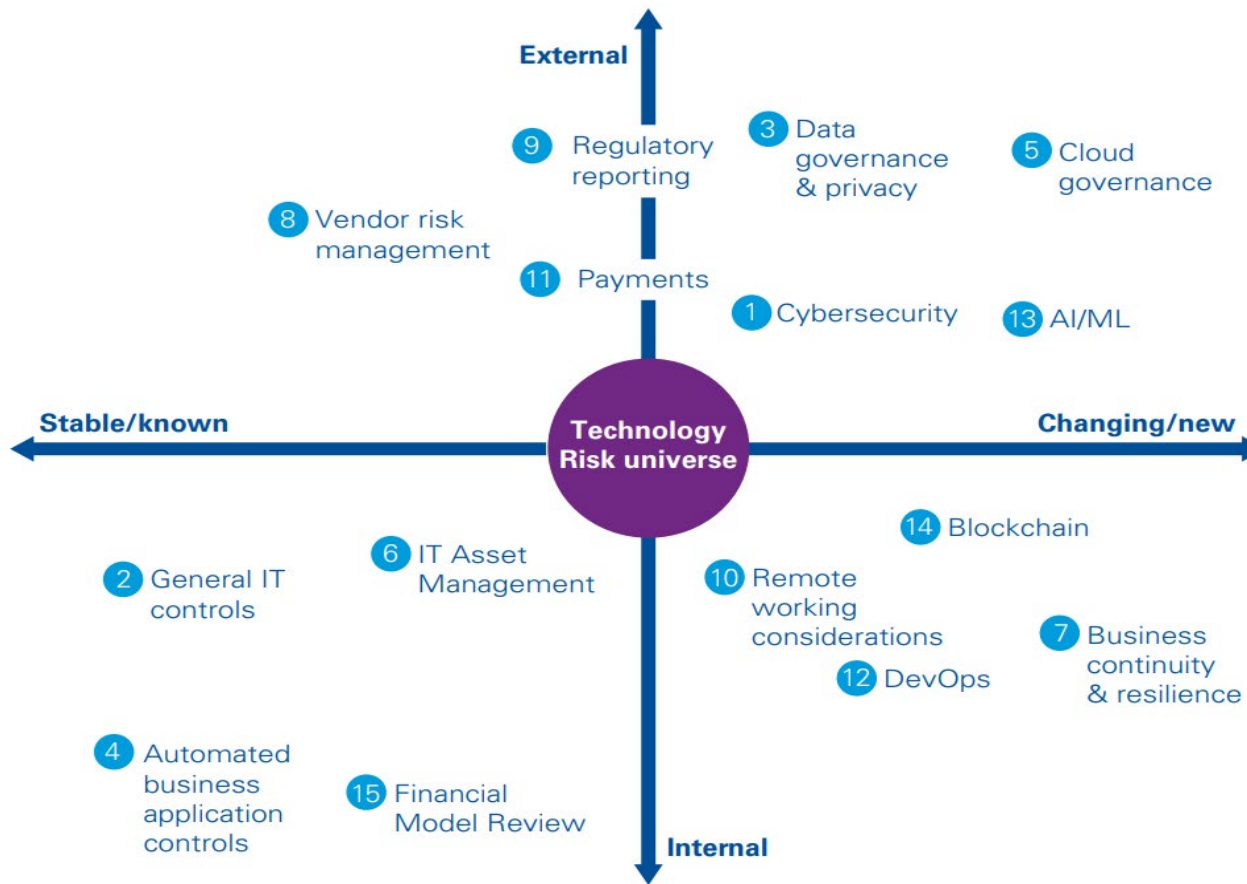 External
9 Regulatory
reporting
3 Data
governance
& privacy
5 Cloud
governance
8 Vendor risk
management
11 Payments
1 Cybersecurity
13 AI/ML
Stable/known
Technology
Risk universe
Changing/new
6 IT Asset
Management
2 General IT
controls
14 Blockchain
10 Remote
working
considerations
7 Business
continuity
& resilience
12 DevOps
4 Automated
business
application
controls
15 Financial
Model Review
Internal